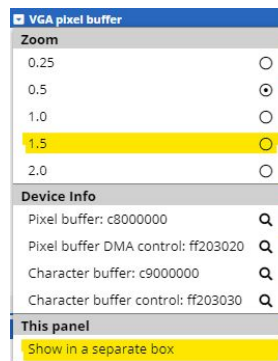 VGA pixel buffer
Zoom
0.25
0.5
1.0
1.5
2.0
Device Info
Pixel buffer: c8000000
Pixel buffer DMA control: ff203020
Character buffer: c9000000
Character buffer control: ff203030
This panel
Show in a separate box